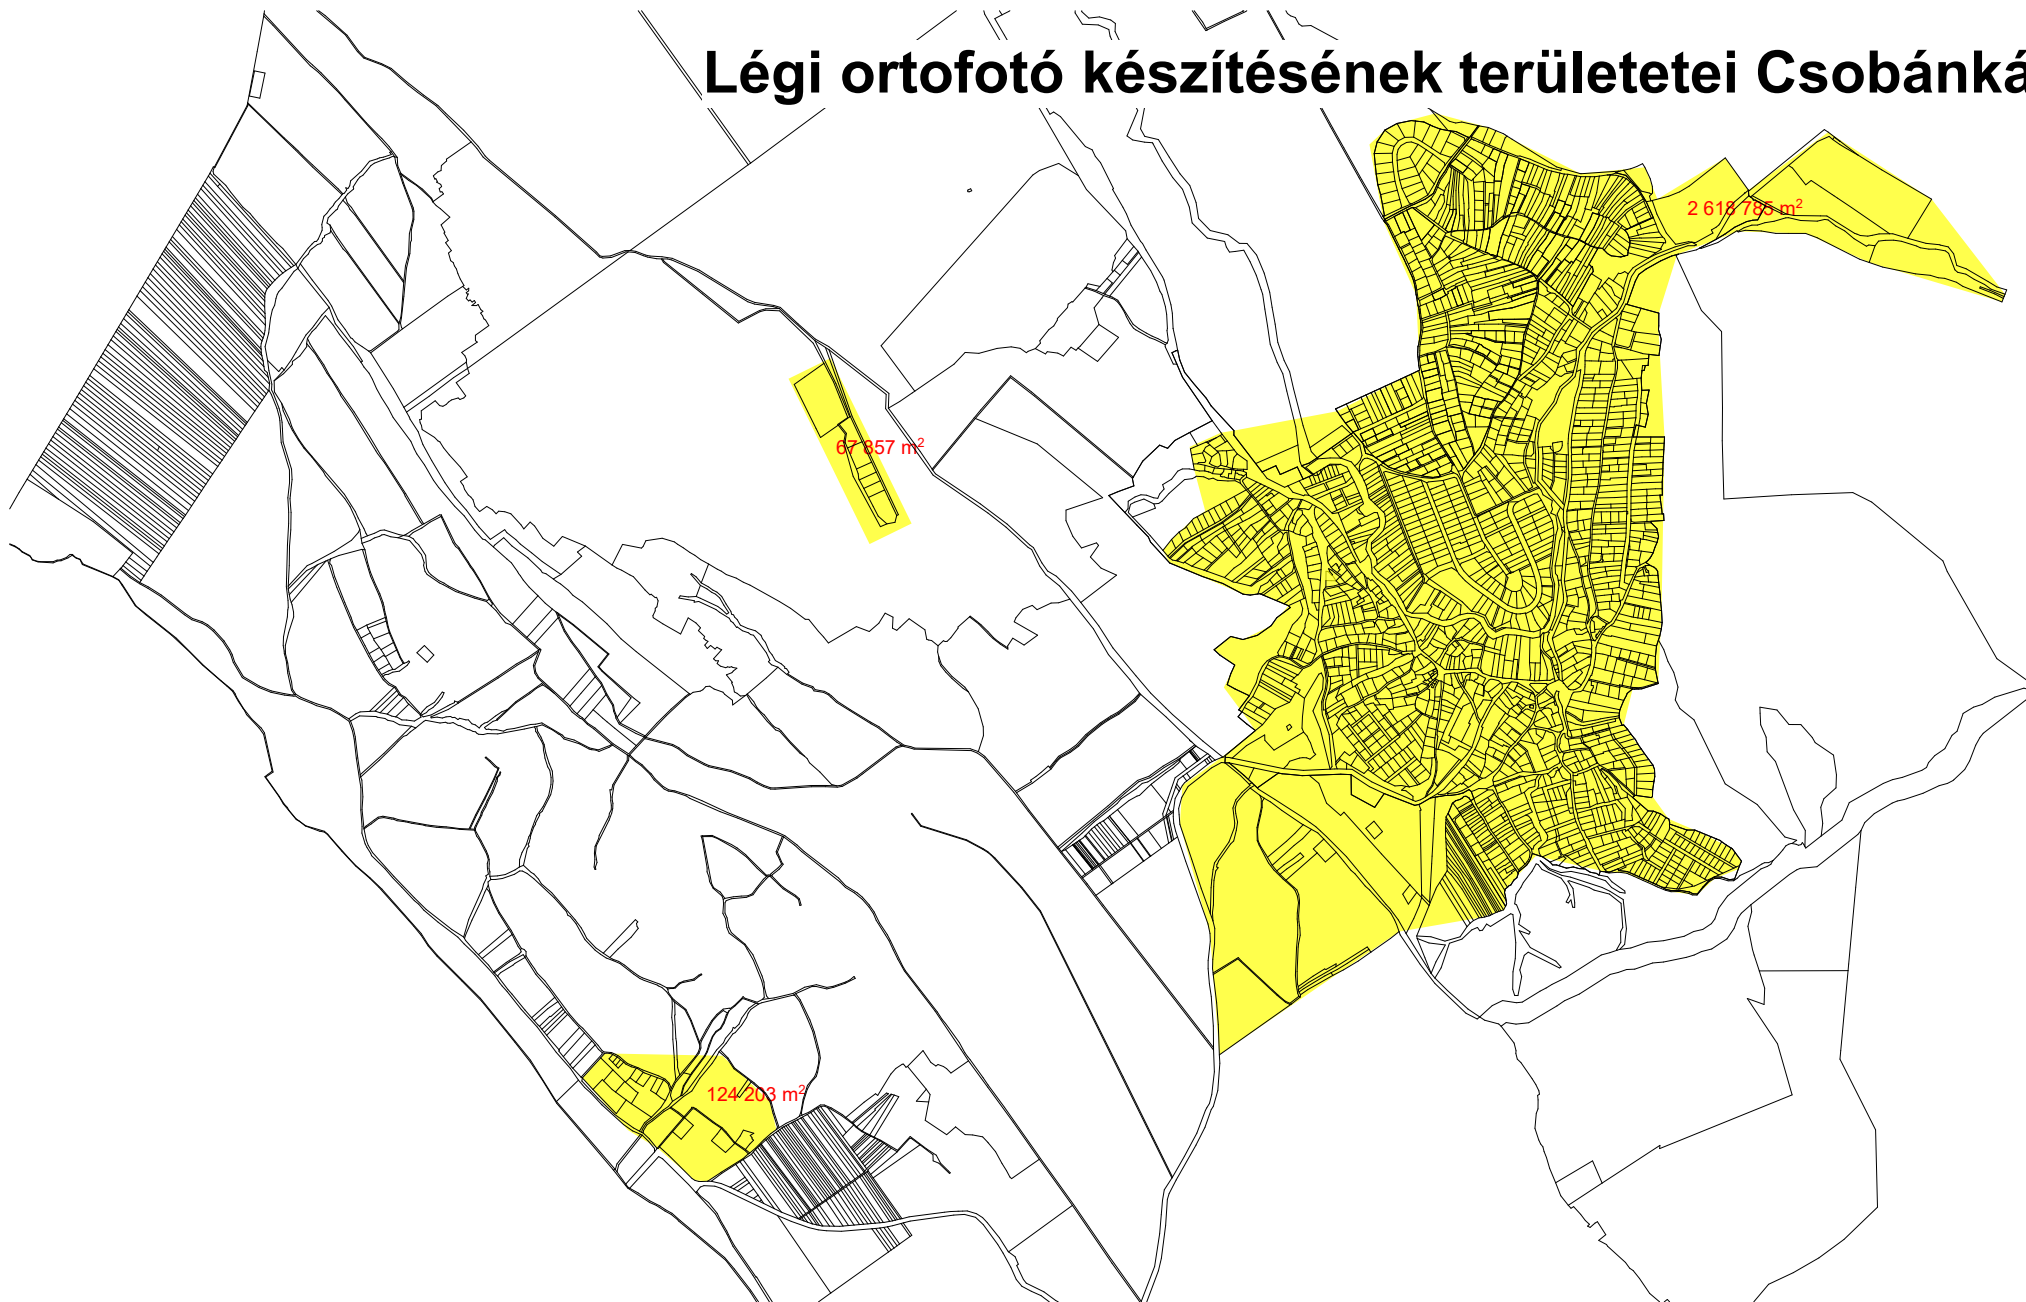 Légi ortofotó készítésének területetei Csobánká
2 618 785 m²
67 857 m²
124 203 m²